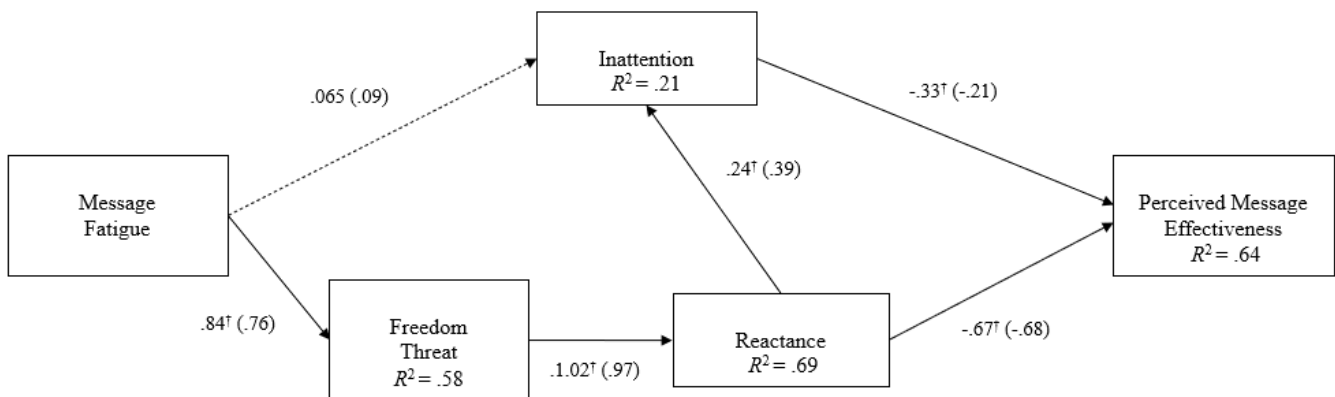 Inattention
R² = .21
.065 (.09)
-.33† (-.21)
Message
Fatigue
.24† (.39)
Perceived Message
Effectiveness
R² = .64
.84† (.76)
Freedom
Threat
R² = .58
.1.02† (.97)
Reactance
R² = .69
-.67† (-.68)